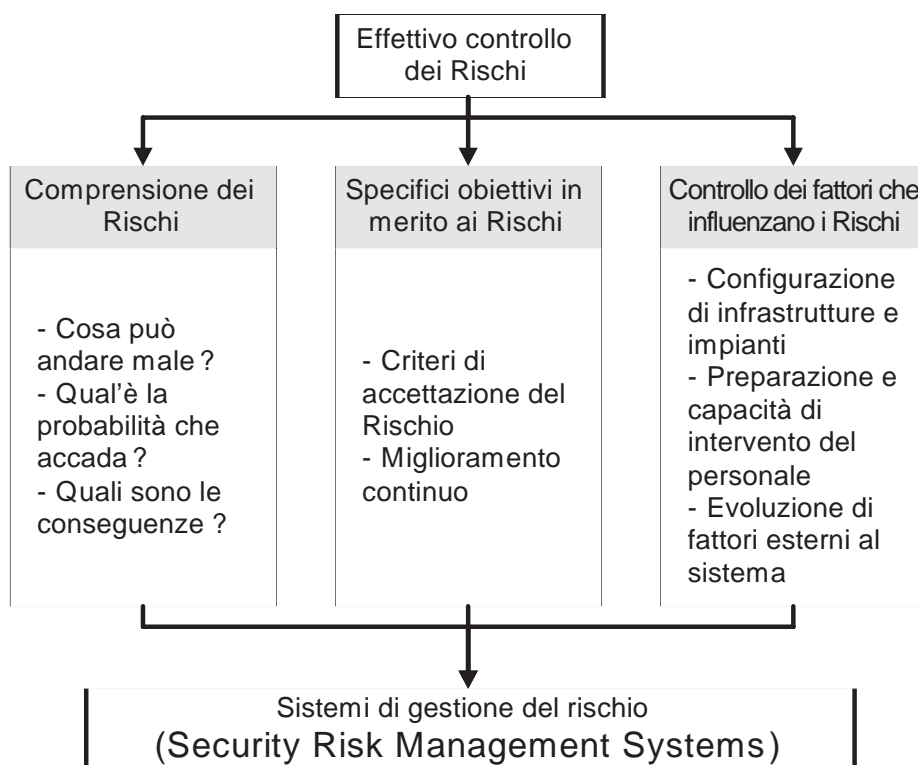 Effettivo controllo
dei Rischi
Comprensione dei
Rischi
- Cosa può
andare male ?
- Qual'è la
probabilità che
accada ?
- Quali sono le
conseguenze ?
Specifici obiettivi in
merito ai Rischi
- Criteri di
accettazione del
Rischio
- Miglioramento
continuo
Controllo dei fattori che
influenzano i Rischi
- Configurazione
di infrastrutture e
impianti
- Preparazione e
capacità di
intervento del
personale
- Evoluzione di
fattori esterni al
sistema
Sistemi di gestione del rischio
(Security Risk Management Systems)